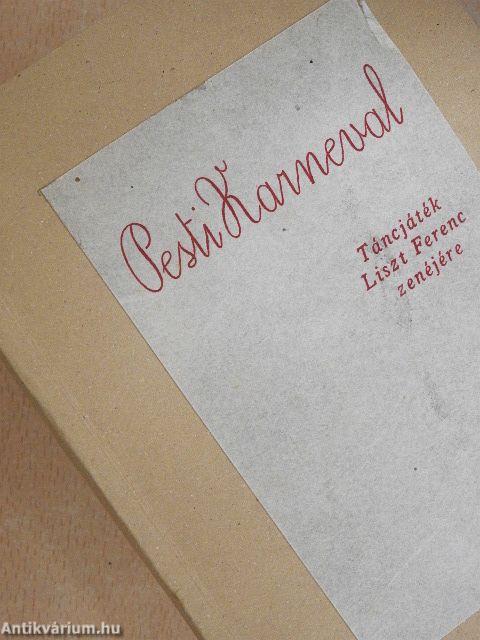 Pesti Karneval
Táncjáték
Liszt Ferenc
zenéjére
Antikvárium.hu